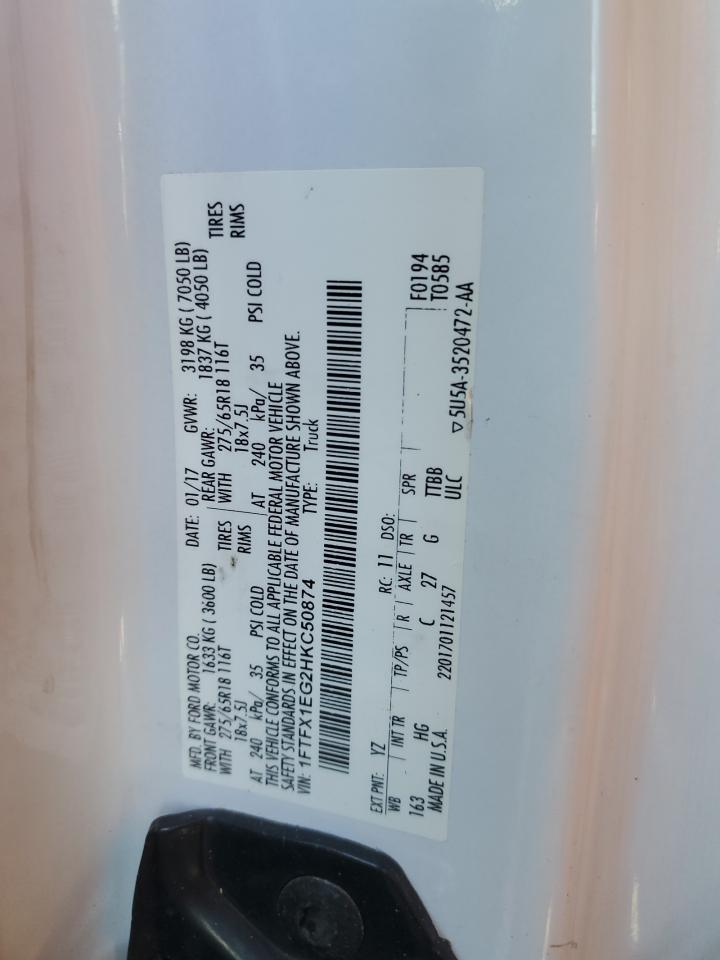 MFD. BY FORD MOTOR CO. DATE: 01/17 GVWR: 3198 KG ( 7050 LB)
FRONT GAWR: 1633 KG ( 3600 LB) REAR GAWR: 1837 KG ( 4050 LB)
WITH 275/65R18 116T TIRES WITH 275/65R18 116T TIRES
18x7.5J RIMS 18x7.5J RIMS
AT 240 kPa/ 35 PSI COLD AT 240 kPa/ 35 PSI COLD
THIS VEHICLE CONFORMS TO ALL APPLICABLE FEDERAL MOTOR VEHICLE
SAFETY STANDARDS IN EFFECT ON THE DATE OF MANUFACTURE SHOWN ABOVE.
VIN: 1FTFX1EG2HKC50874 TYPE: Truck
EXT PNT: YZ RC: 11 DSO:
WB INT TR TP/PS R AXLE TR SPR F0194
163 HG C 27 G TTBB T0585
MADE IN U.S.A. 2201701121457 ULC
▽5U5A-3520472-AA